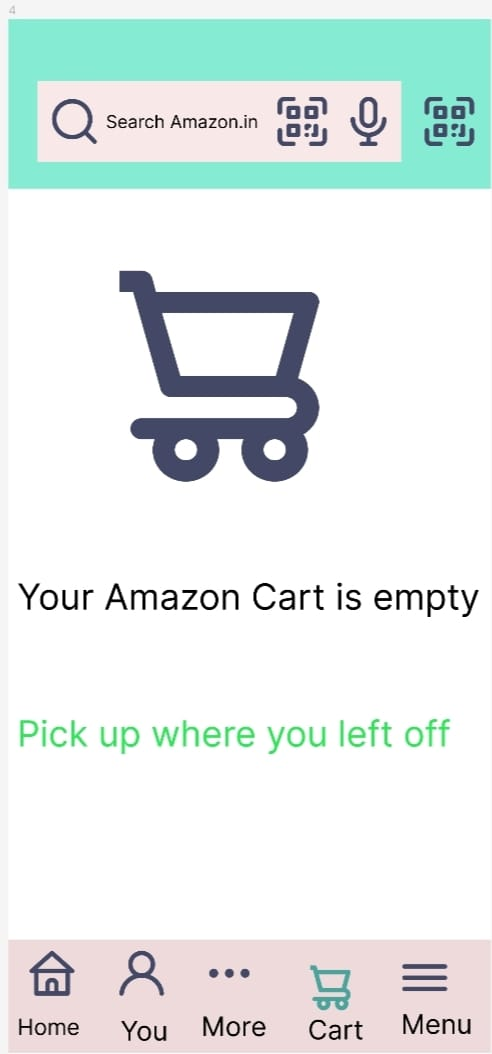 4
Search Amazon.in
Your Amazon Cart is empty
Pick up where you left off
Home You More Cart Menu